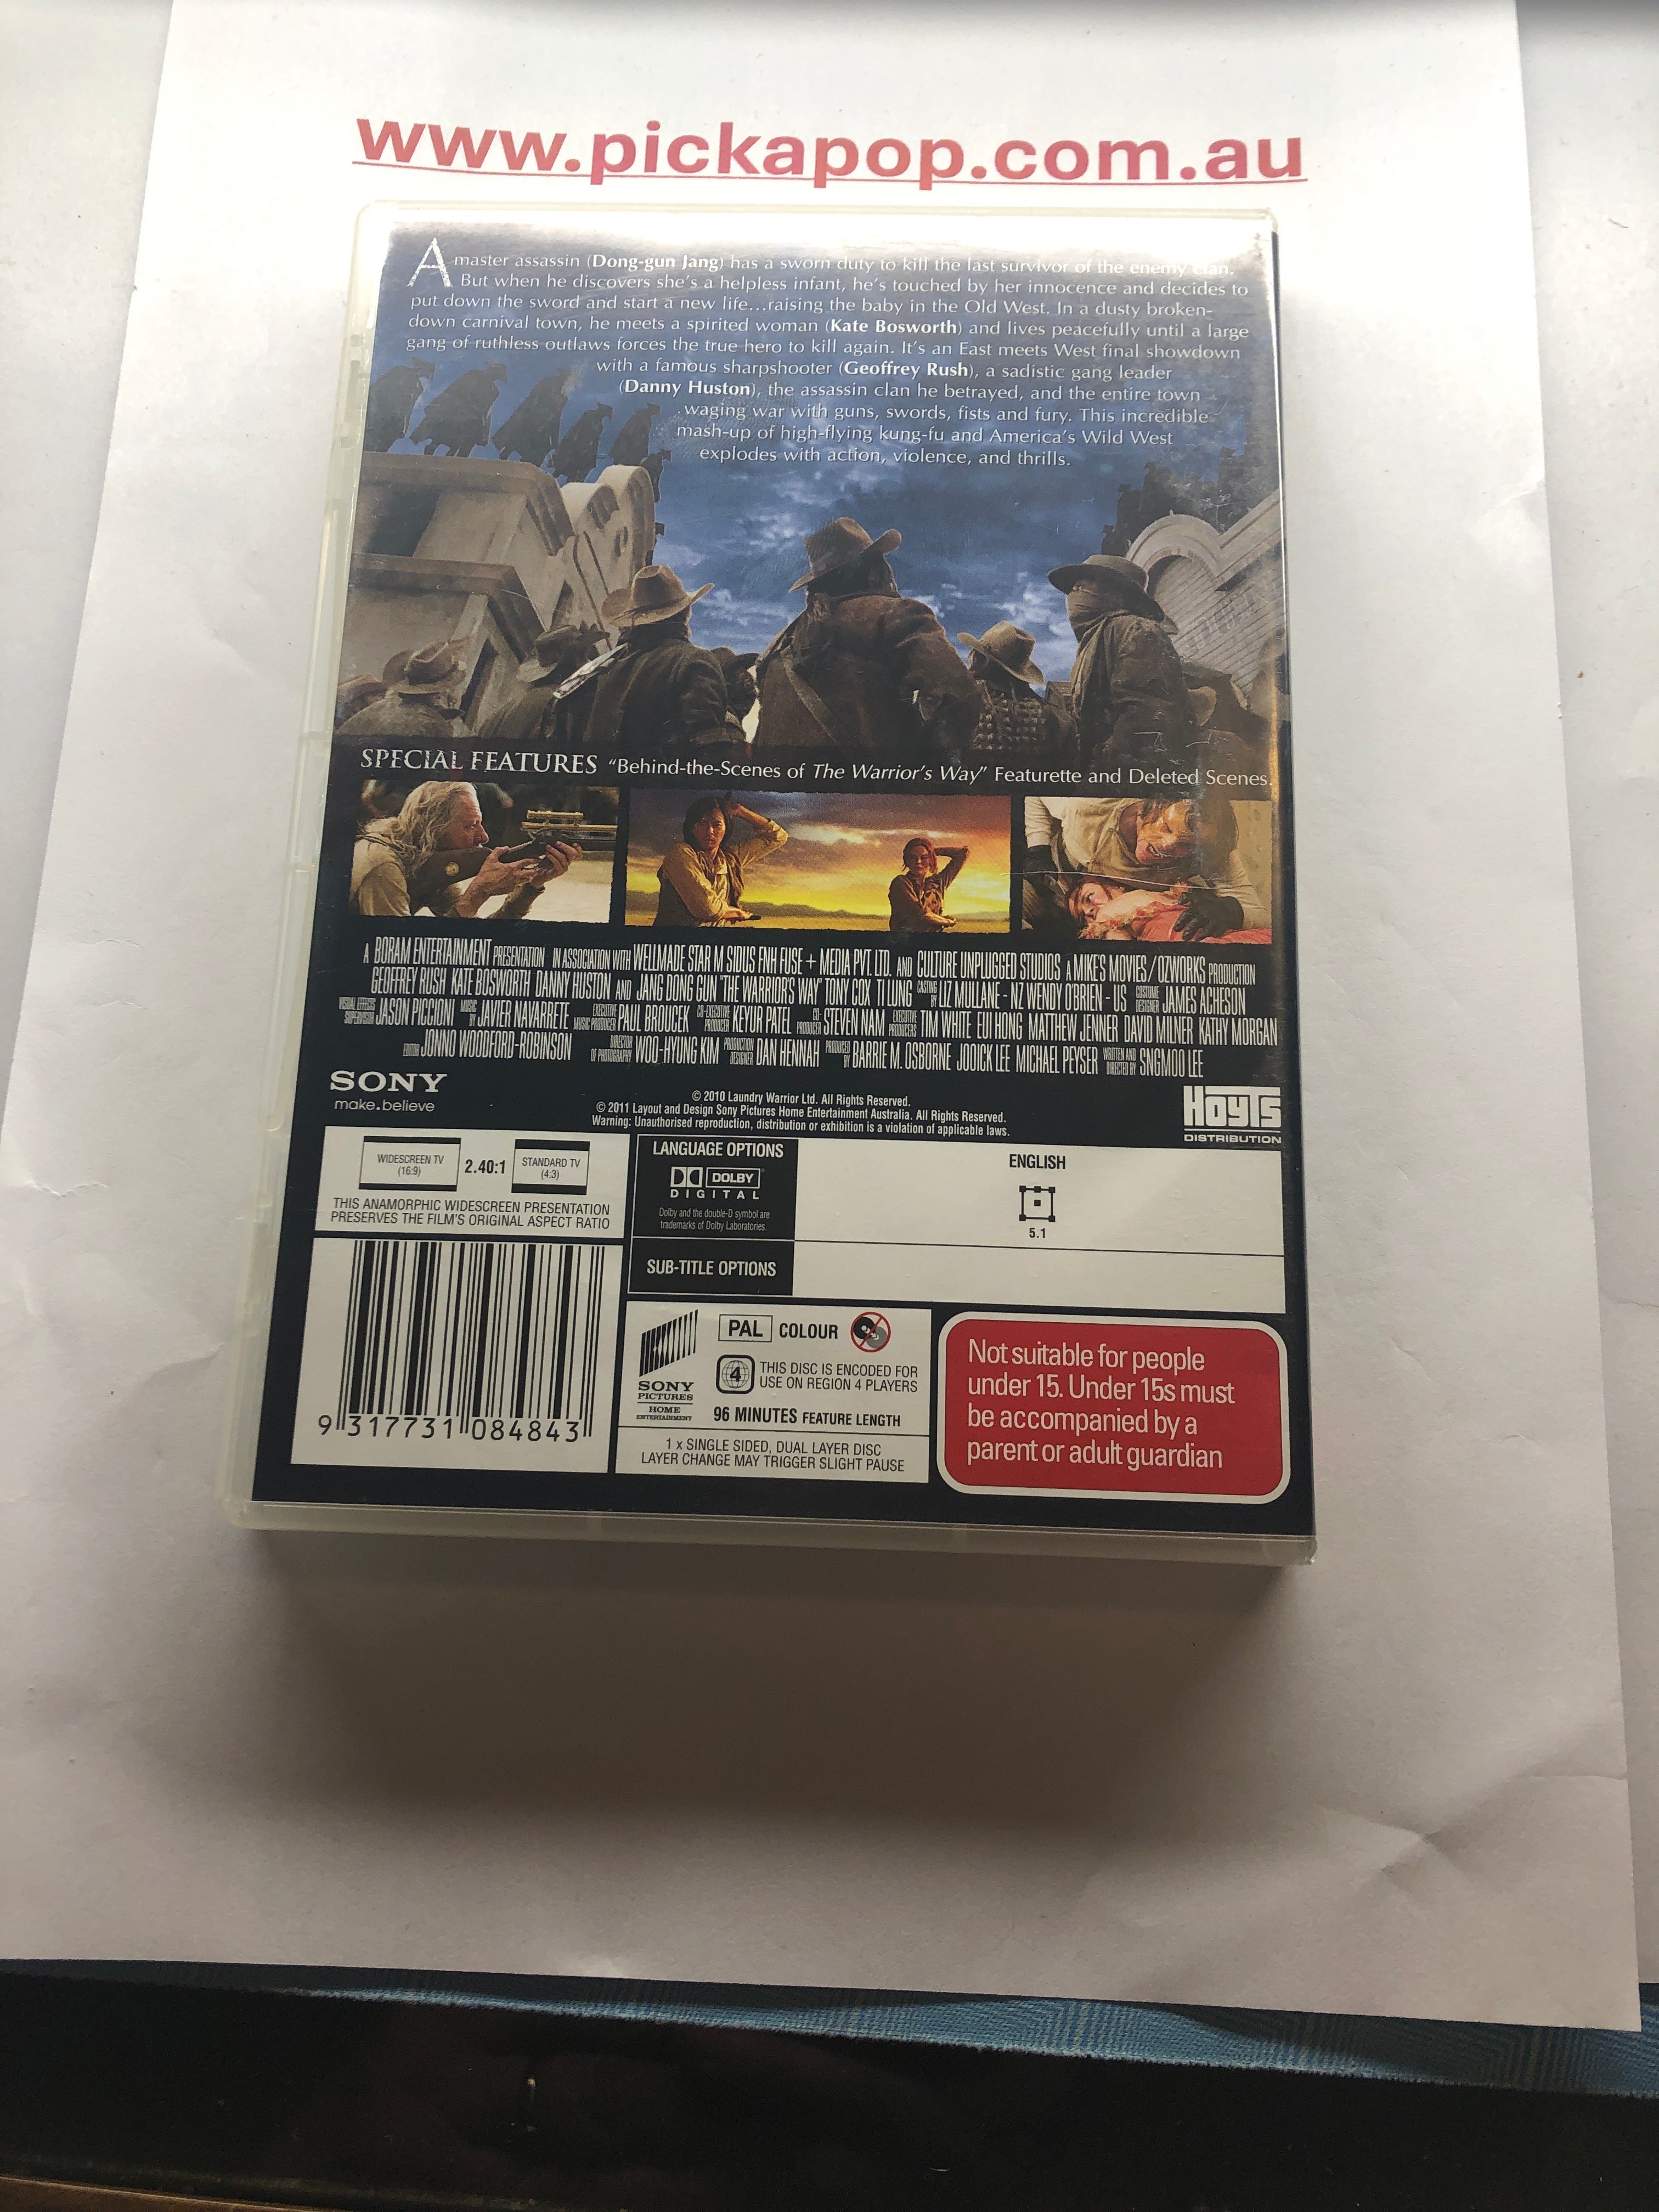 www.pickapop.com.au
A master assassin (Dong-gun Jang) has a sworn duty to kill the last survivor of the enemy clan.
But when he discovers she's a helpless infant, he's touched by her innocence and decides to
put down the sword and start a new life...raising the baby in the Old West. In a dusty broken-
down carnival town, he meets a spirited woman (Kate Bosworth) and lives peacefully until a large
gang of ruthless outlaws forces the true hero to kill again. It's an East meets West final showdown
with a famous sharpshooter (Geoffrey Rush), a sadistic gang leader
(Danny Huston), the assassin clan he betrayed, and the entire town
waging war with guns, swords, fists and fury. This incredible
mash-up of high-flying kung-fu and America's Wild West
explodes with action, violence, and thrills.
SPECIAL FEATURES "Behind-the-Scenes of The Warrior's Way" Featurette and Deleted Scenes.
A BORAM ENTERTAINMENT PRESENTATION IN ASSOCIATION WITH WELLMADE STAR M SIDUS FNH FUSE + MEDIA PVT. LTD. AND CULTURE UNPLUGGED STUDIOS A MIKE'S MOVIES/OZWORKS PRODUCTION
GEOFFREY RUSH KATE BOSWORTH DANNY HUSTON AND JANG DONG GUN "THE WARRIORS WAY" TONY COX TI LUNG CASTING BY LIZ MULLANE - NZ WENDY O'BRIEN - US COSTUME DESIGNER JAMES ACHESON
VISUAL EFFECTS SUPERVISOR JASON PICCIONI MUSIC BY JAVIER NAVARRETE EXECUTIVE MUSIC PRODUCER PAUL BROUCEK CO-EXECUTIVE PRODUCER KEYUR PATEL CO-PRODUCER STEVEN NAM EXECUTIVE PRODUCERS TIM WHITE EUI HONG MATTHEW JENNER DAVID MILNER KATHY MORGAN
EDITOR JONNO WOODFORD-ROBINSON DIRECTOR OF PHOTOGRAPHY WOO-HYUNG KIM PRODUCTION DESIGNER DAN HENNAH PRODUCED BY BARRIE M. OSBORNE JOOICK LEE MICHAEL PEYSER WRITTEN AND DIRECTED BY SNGMOO LEE
SONY
make.believe
© 2010 Laundry Warrior Ltd. All Rights Reserved.
© 2011 Layout and Design Sony Pictures Home Entertainment Australia. All Rights Reserved.
Warning: Unauthorised reproduction, distribution or exhibition is a violation of applicable laws.
HOYTS
DISTRIBUTION
WIDESCREEN TV
(16:9)
2.40:1
STANDARD TV
(4:3)
THIS ANAMORPHIC WIDESCREEN PRESENTATION
PRESERVES THE FILM'S ORIGINAL ASPECT RATIO
LANGUAGE OPTIONS
DOLBY
DIGITAL
Dolby and the double-D symbol are
trademarks of Dolby Laboratories.
ENGLISH
5.1
SUB-TITLE OPTIONS
9 317731 084843
SONY
PICTURES
HOME
ENTERTAINMENT
PAL COLOUR
4
THIS DISC IS ENCODED FOR
USE ON REGION 4 PLAYERS
96 MINUTES FEATURE LENGTH
1 x SINGLE SIDED, DUAL LAYER DISC
LAYER CHANGE MAY TRIGGER SLIGHT PAUSE
Not suitable for people
under 15. Under 15s must
be accompanied by a
parent or adult guardian